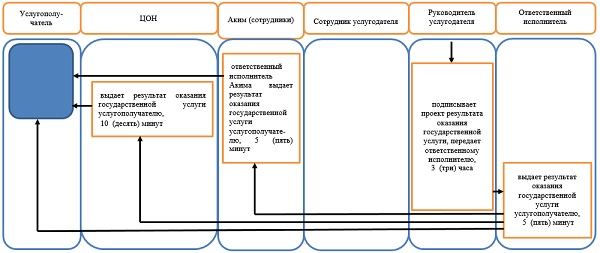 Услугополу-
чатель
ЦОН
Аким (сотрудники)
Сотрудник услугодателя
Руководитель
услугодателя
Ответственный
исполнитель
выдает результат оказания
государственной услуги
услугополучателю,
10 (десять) минут
ответственный
исполнитель
Акима выдает
результат
оказания
государственной
услуги
услугополучате-
лю, 5 (пять)
минут
подписывает
проект результата
оказания
государственной
услуги, передает
ответственному
исполнителю,
3 (три) часа
выдает результат
оказания
государственной
услуги
услугополучателю,
5 (пять) минут